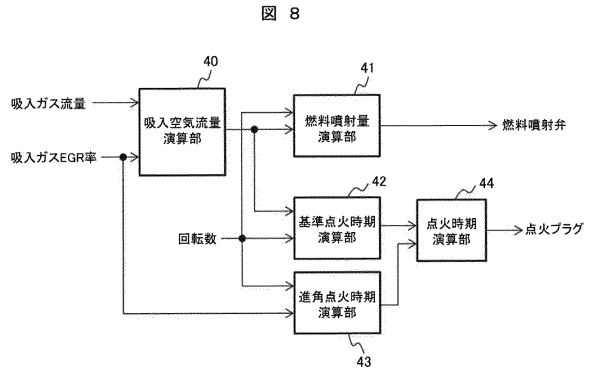 図 8
40
41
吸入ガス流量
吸入空気流量
演算部
燃料噴射量
演算部
燃料噴射弁
吸入ガスEGR率
42
44
基準点火時期
演算部
点火時期
演算部
点火プラグ
回転数
進角点火時期
演算部
43